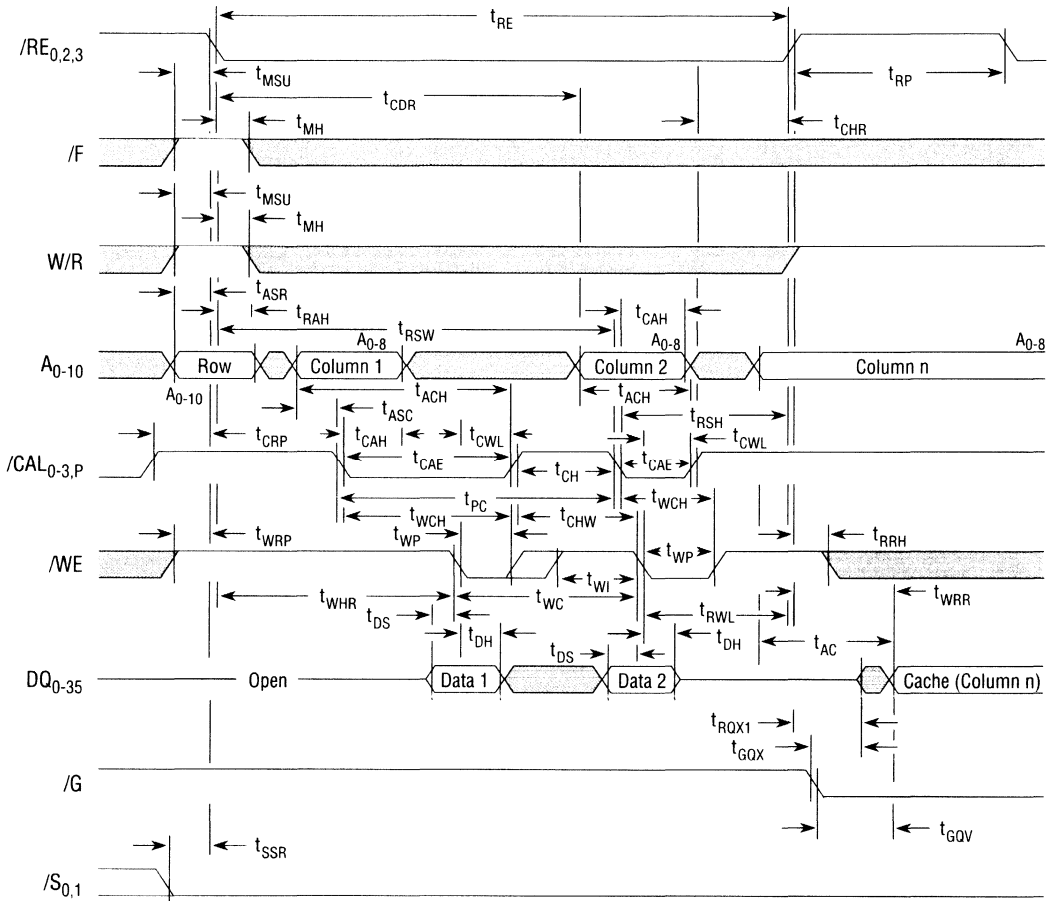 tRE
/RE0,2,3
tMSU
tRP
tCDR
tMH
tCHR
/F
tMSU
tMH
W/R
tASR
tRAH
tCAH
tRSW
A0-8 A0-8 A0-8
A0-10 Row Column 1 Column 2 Column n
A0-10
tACH tACH
tASC
tRSH
tCRP tCAH tCWL tCWL
tCAE tCAE
/CAL0-3,P
tCH
tPC
tWCH
tWCH tCHW
tWRP tWP
tRRH
/WE
tWP
tWI
tWHR tWC tWRR
tRWL
tDS
tDH tDH
tAC
tDS
DQ0-35 Open Data 1 Data 2 Cache (Column n)
tRQX1
tGQX
/G
tGQV
tSSR
/S0,1